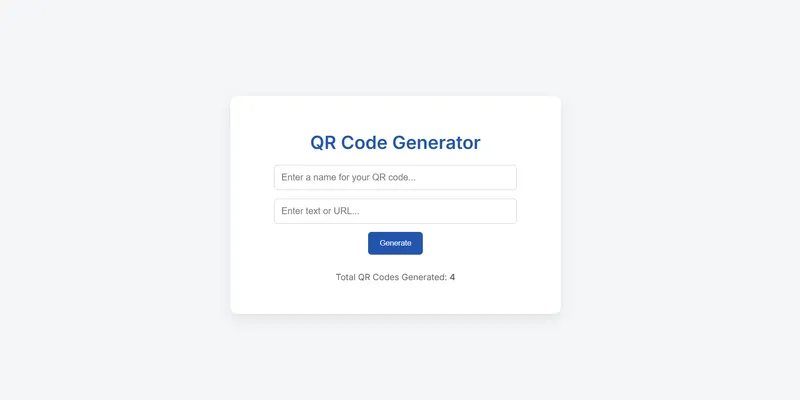 QR Code Generator
Enter a name for your QR code...
Enter text or URL...
Generate
Total QR Codes Generated: 4